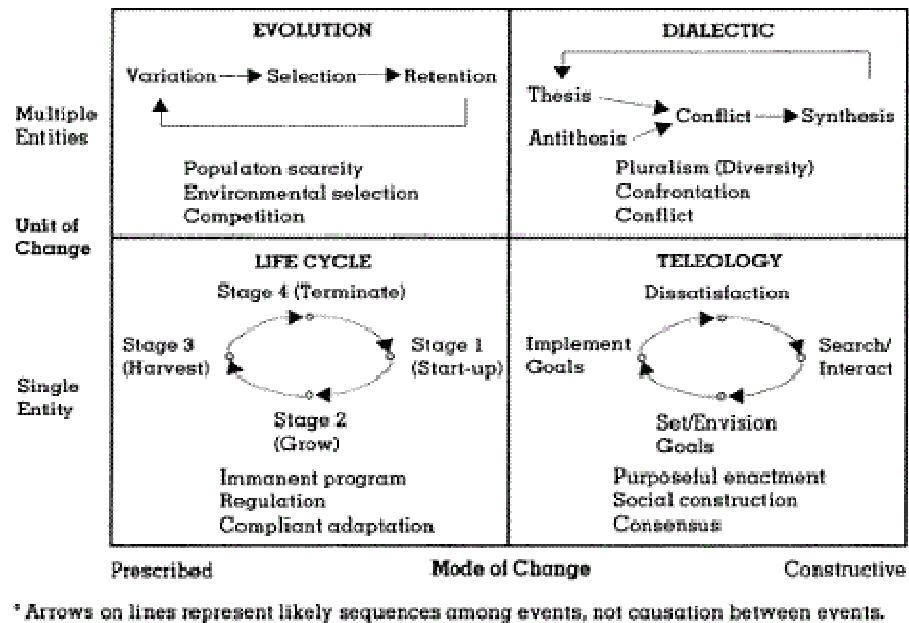 EVOLUTION
Variation Selection Retention
Populaton scarcity
Environmental selection
Competition
DIALECTIC
Thesis
Antithesis
Conflict Synthesis
Pluralism (Diversity)
Confrontation
Conflict
Multiple
Entities
Unit of
Change
Single
Entity
LIFE CYCLE
Stage 4 (Terminate)
Stage 3
(Harvest)
Stage 1
(Start-up)
Stage 2
(Grow)
Immanent program
Regulation
Compliant adaptation
TELEOLOGY
Dissatisfaction
Implement
Goals
Search/
Interact
Set/Envision
Goals
Purposeful enactment
Social construction
Consensus
Prescribed Mode of Change Constructive
* Arrows on lines represent likely sequences among events, not causation between events.